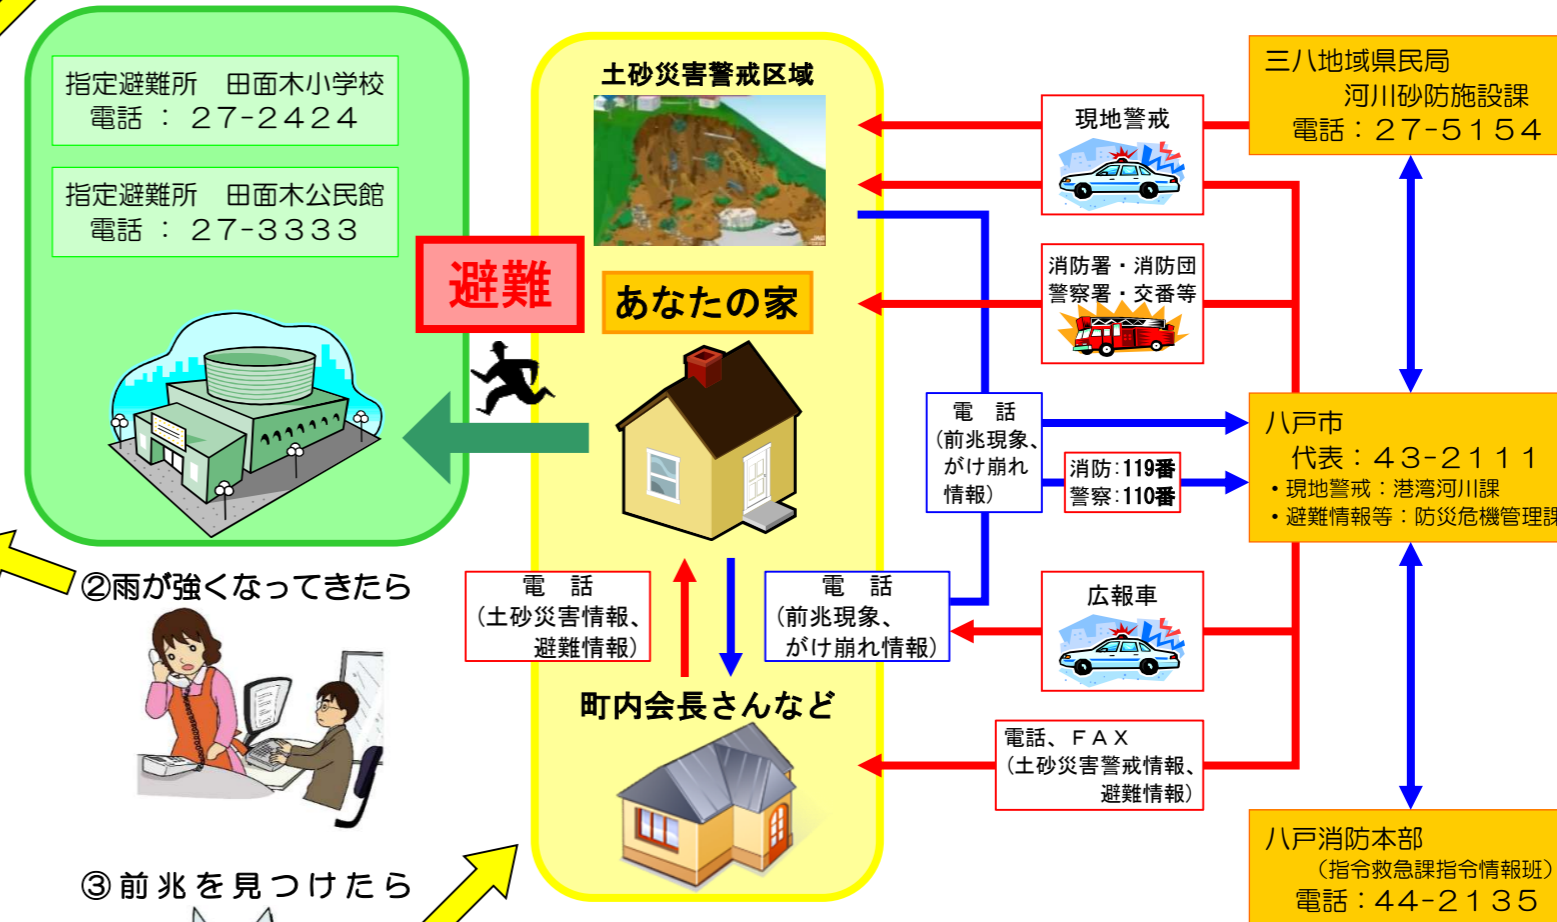 指定避難所　田面木小学校
電話 ： ２７-２４２４
指定避難所　田面木公民館
電話 ： ２７-３３３３
避難
土砂災害警戒区域
あなたの家
電　話
(土砂災害情報、
避難情報)
電　話
(前兆現象、
がけ崩れ情報)
町内会長さんなど
現地警戒
消防署・消防団
警察署・交番等
電　話
(前兆現象、
がけ崩れ
情報)
消防：119番
警察：110番
広報車
電話、ＦＡＸ
(土砂災害警戒情報、
避難情報)
三八地域県民局
河川砂防施設課
電話：２７-５１５４
八戸市
代表：４３-２１１１
・現地警戒：港湾河川課
・避難情報等：防災危機管理課
八戸消防本部
（指令救急課指令情報班）
電話：４４-２１３５
②雨が強くなってきたら
③前兆を見つけたら